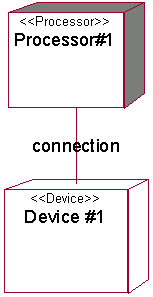 <<Processor>>
Processor#1
connection
<<Device>>
Device #1